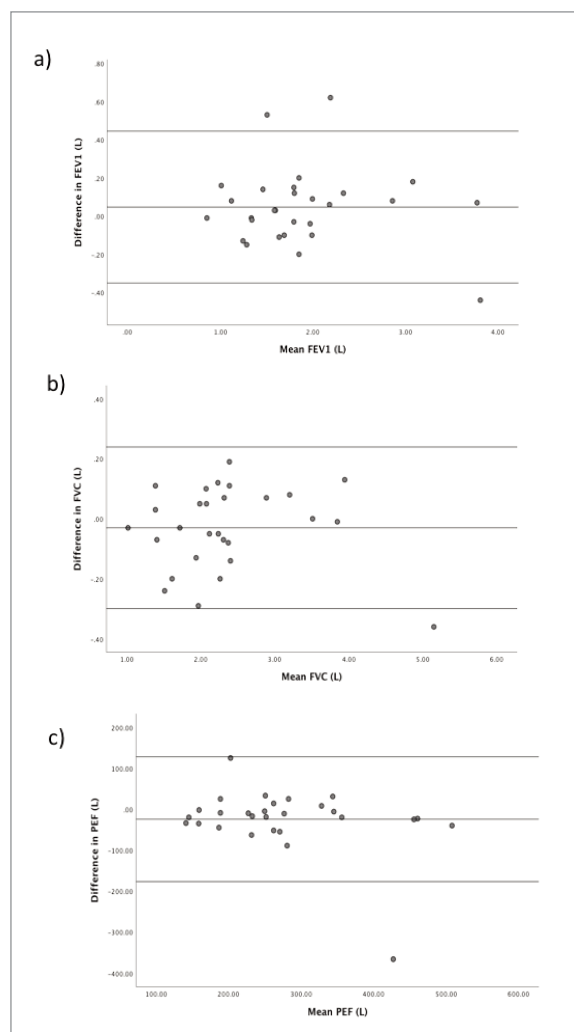 a)
.80
.60
.40
.20
.00
-.20
-.40
Difference in FEV1 (L)
.00 1.00 2.00 3.00 4.00
Mean FEV1 (L)
b)
.40
.20
.00
-.20
-.40
Difference in FVC (L)
1.00 2.00 3.00 4.00 5.00 6.00
Mean FVC (L)
c)
200.00
100.00
.00
-100.00
-200.00
-300.00
-400.00
Difference in PEF (L)
100.00 200.00 300.00 400.00 500.00 600.00
Mean PEF (L)